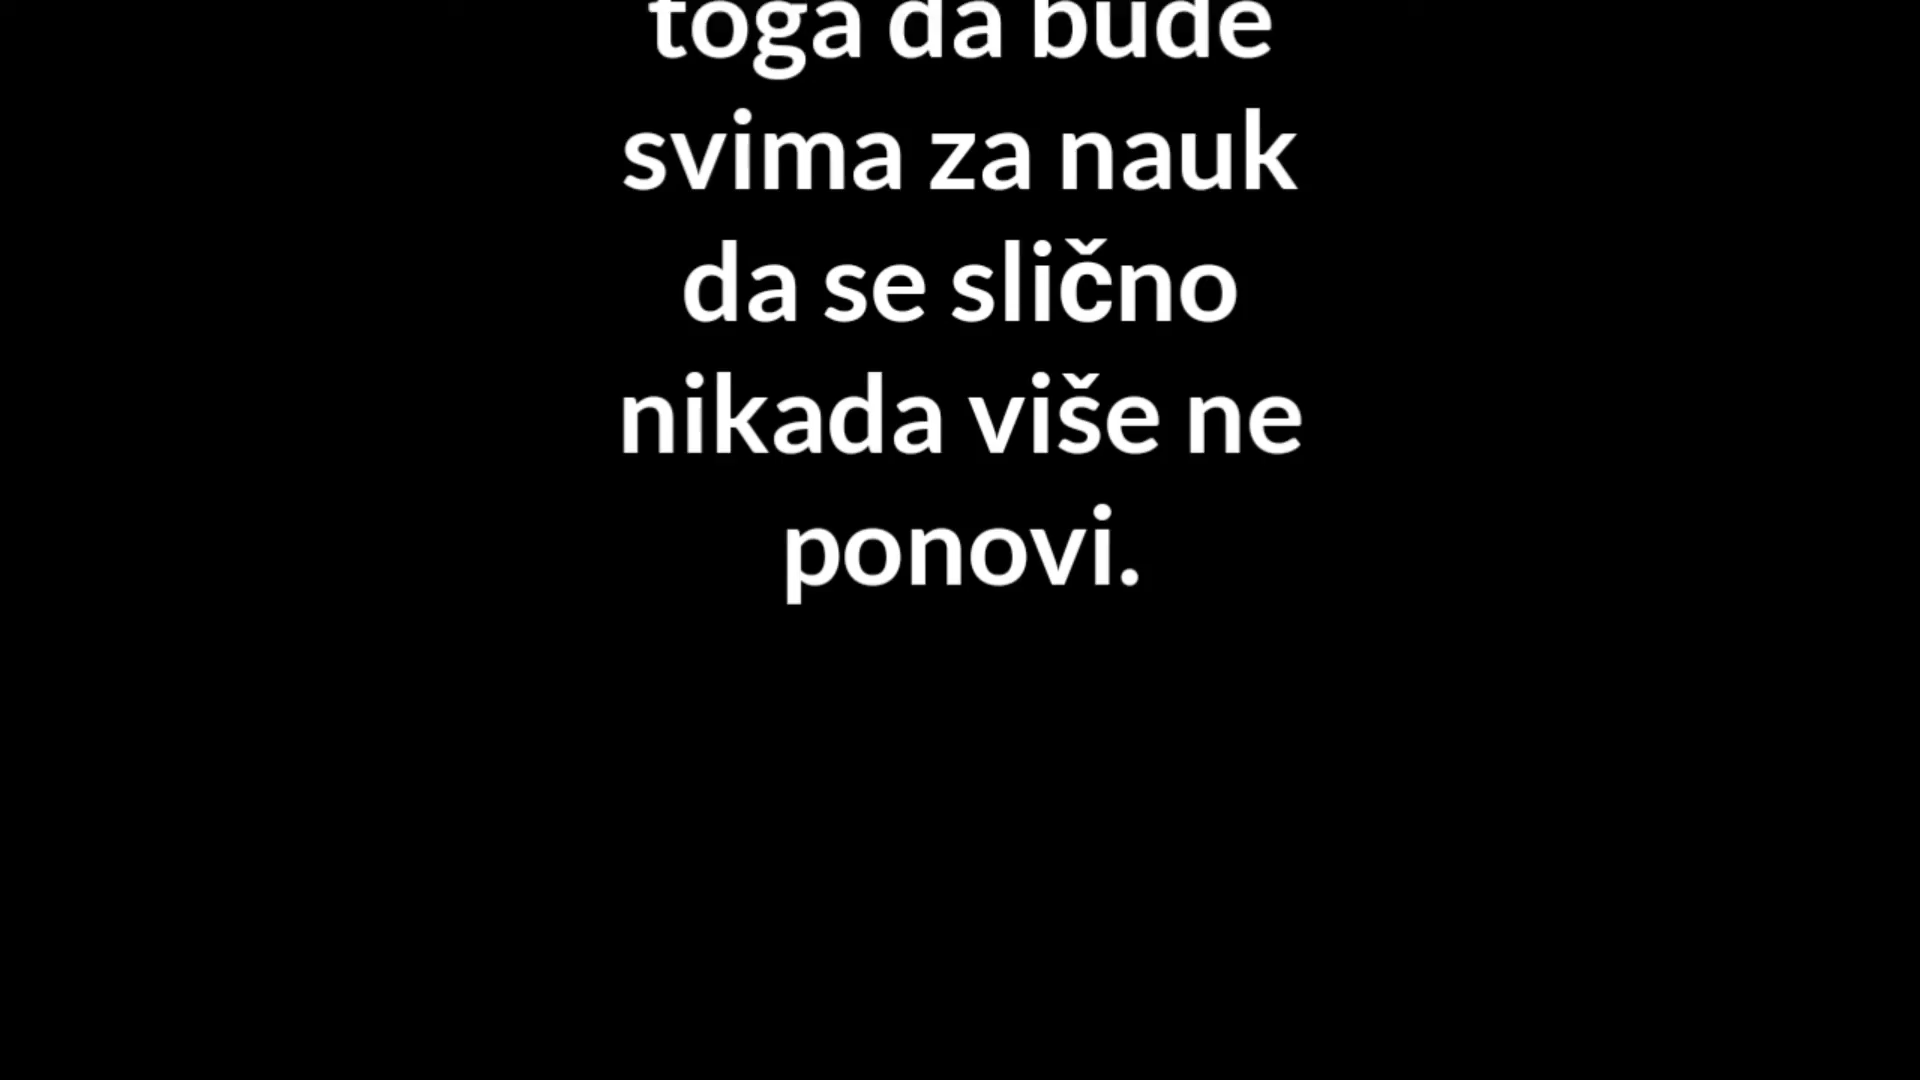 toga da bude
svima za nauk
da se slično
nikada više ne
ponovi.